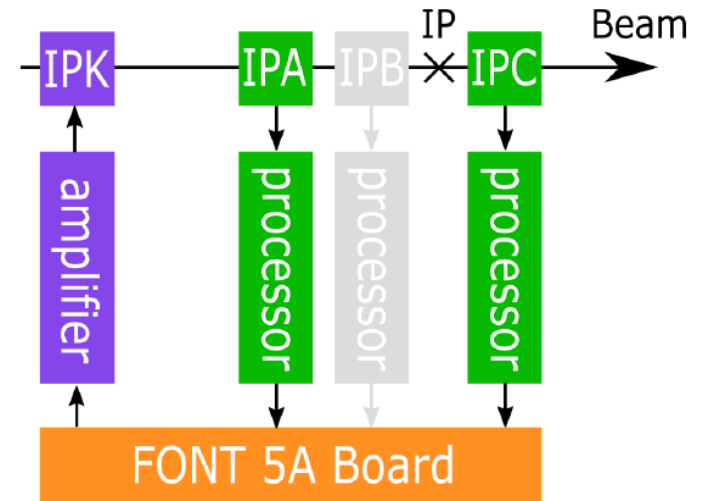 IP
Beam
IPK
IPA
IPB
IPC
amplifier
processor
processor
processor
FONT 5A Board